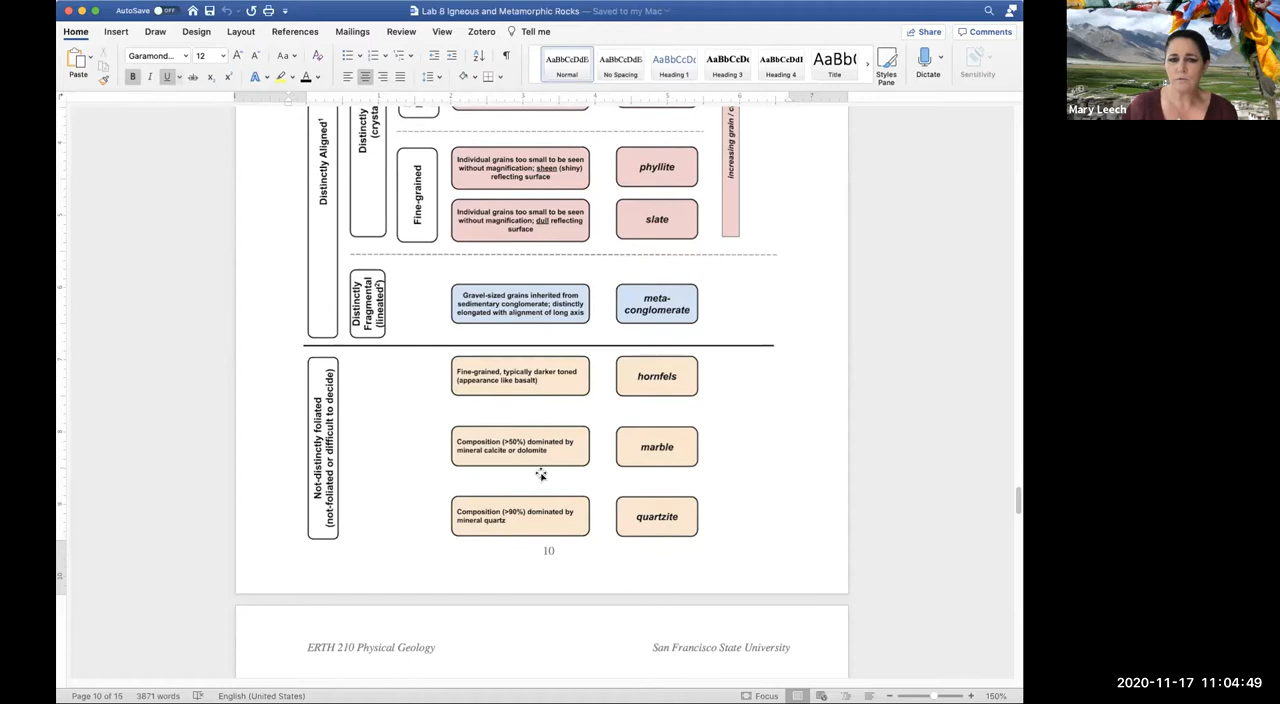 AutoSave OFF
Lab 8 Igneous and Metamorphic Rocks — Saved to my Mac
Home Insert Draw Design Layout References Mailings Review View Zotero Tell me Share Comments
Paste
Garamond... 12
AaBbCcDdE
Normal
AaBbCcDdE
No Spacing
AaBbCcDc
Heading 1
AaBbCcDc
Heading 3
AaBbCcDdI
Heading 4
AaBb(
Title
Styles
Pane
Dictate
Sensitivity
Mary Leech
Distinctly Aligned1
Distinctly
(crysta
increasing grain / c
Fine-grained
Individual grains too small to be seen
without magnification; sheen (shiny)
reflecting surface
phyllite
Individual grains too small to be seen
without magnification; dull reflecting
surface
slate
Distinctly
Fragmental
(lineated2)
Gravel-sized grains inherited from
sedimentary conglomerate; distinctly
elongated with alignment of long axis
meta-
conglomerate
Not-distinctly foliated
(not-foliated or difficult to decide)
Fine-grained, typically darker toned
(appearance like basalt)
hornfels
Composition (>50%) dominated by
mineral calcite or dolomite
marble
Composition (>90%) dominated by
mineral quartz
quartzite
10
ERTH 210 Physical Geology San Francisco State University
Page 10 of 15 3871 words English (United States) Focus 150%
2020-11-17 11:04:49